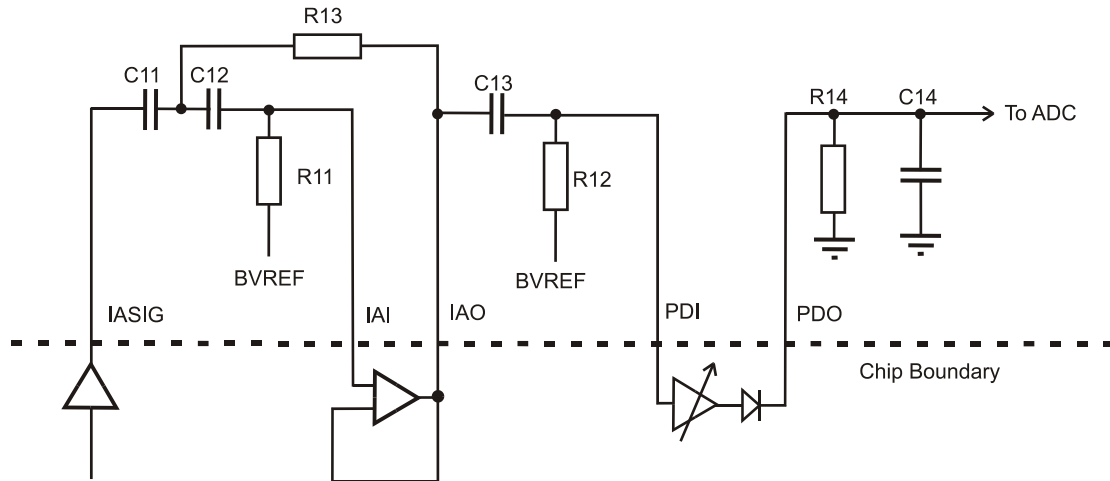 R13
C11
C12
C13
R14
C14
To ADC
R11
R12
BVREF
BVREF
IASIG
IAI
IAO
PDI
PDO
Chip Boundary